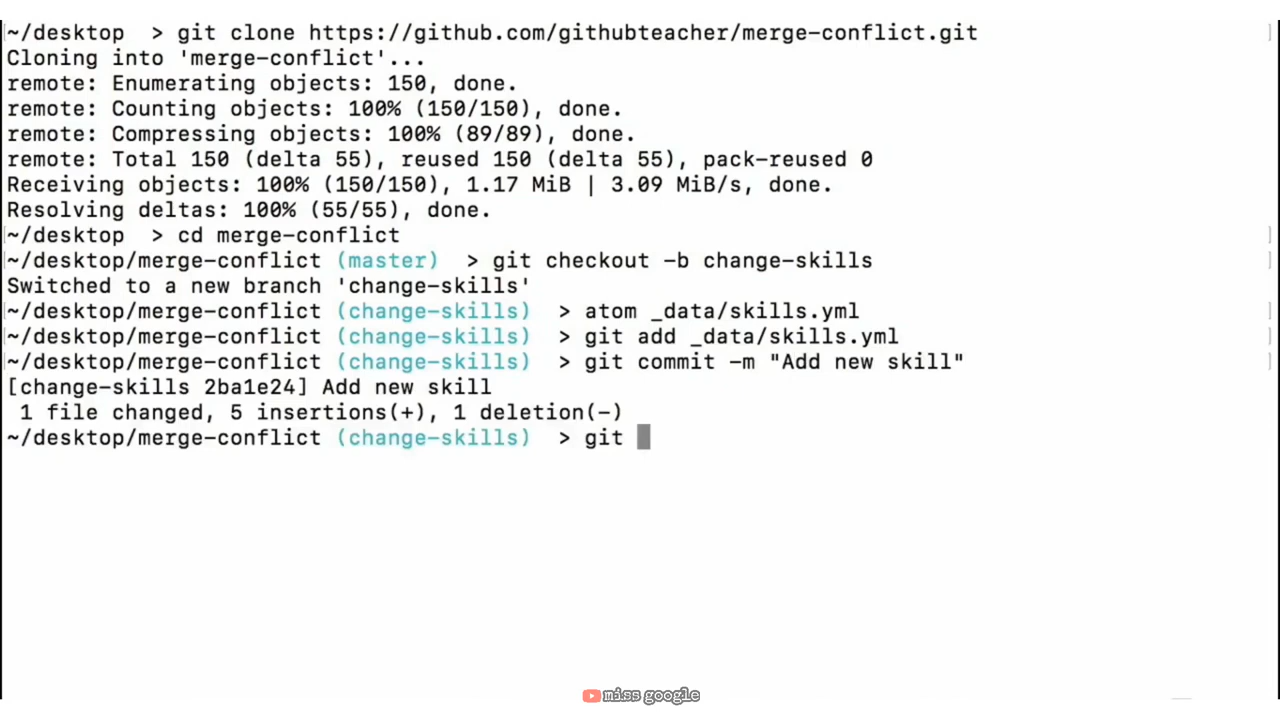 ~/desktop  > git clone https://github.com/githubteacher/merge-conflict.git
Cloning into 'merge-conflict'...
remote: Enumerating objects: 150, done.
remote: Counting objects: 100% (150/150), done.
remote: Compressing objects: 100% (89/89), done.
remote: Total 150 (delta 55), reused 150 (delta 55), pack-reused 0
Receiving objects: 100% (150/150), 1.17 MiB | 3.09 MiB/s, done.
Resolving deltas: 100% (55/55), done.
~/desktop  > cd merge-conflict
~/desktop/merge-conflict (master)  > git checkout -b change-skills
Switched to a new branch 'change-skills'
~/desktop/merge-conflict (change-skills)  > atom _data/skills.yml
~/desktop/merge-conflict (change-skills)  > git add _data/skills.yml
~/desktop/merge-conflict (change-skills)  > git commit -m "Add new skill"
[change-skills 2ba1e24] Add new skill
 1 file changed, 5 insertions(+), 1 deletion(-)
~/desktop/merge-conflict (change-skills)  > git
miss google